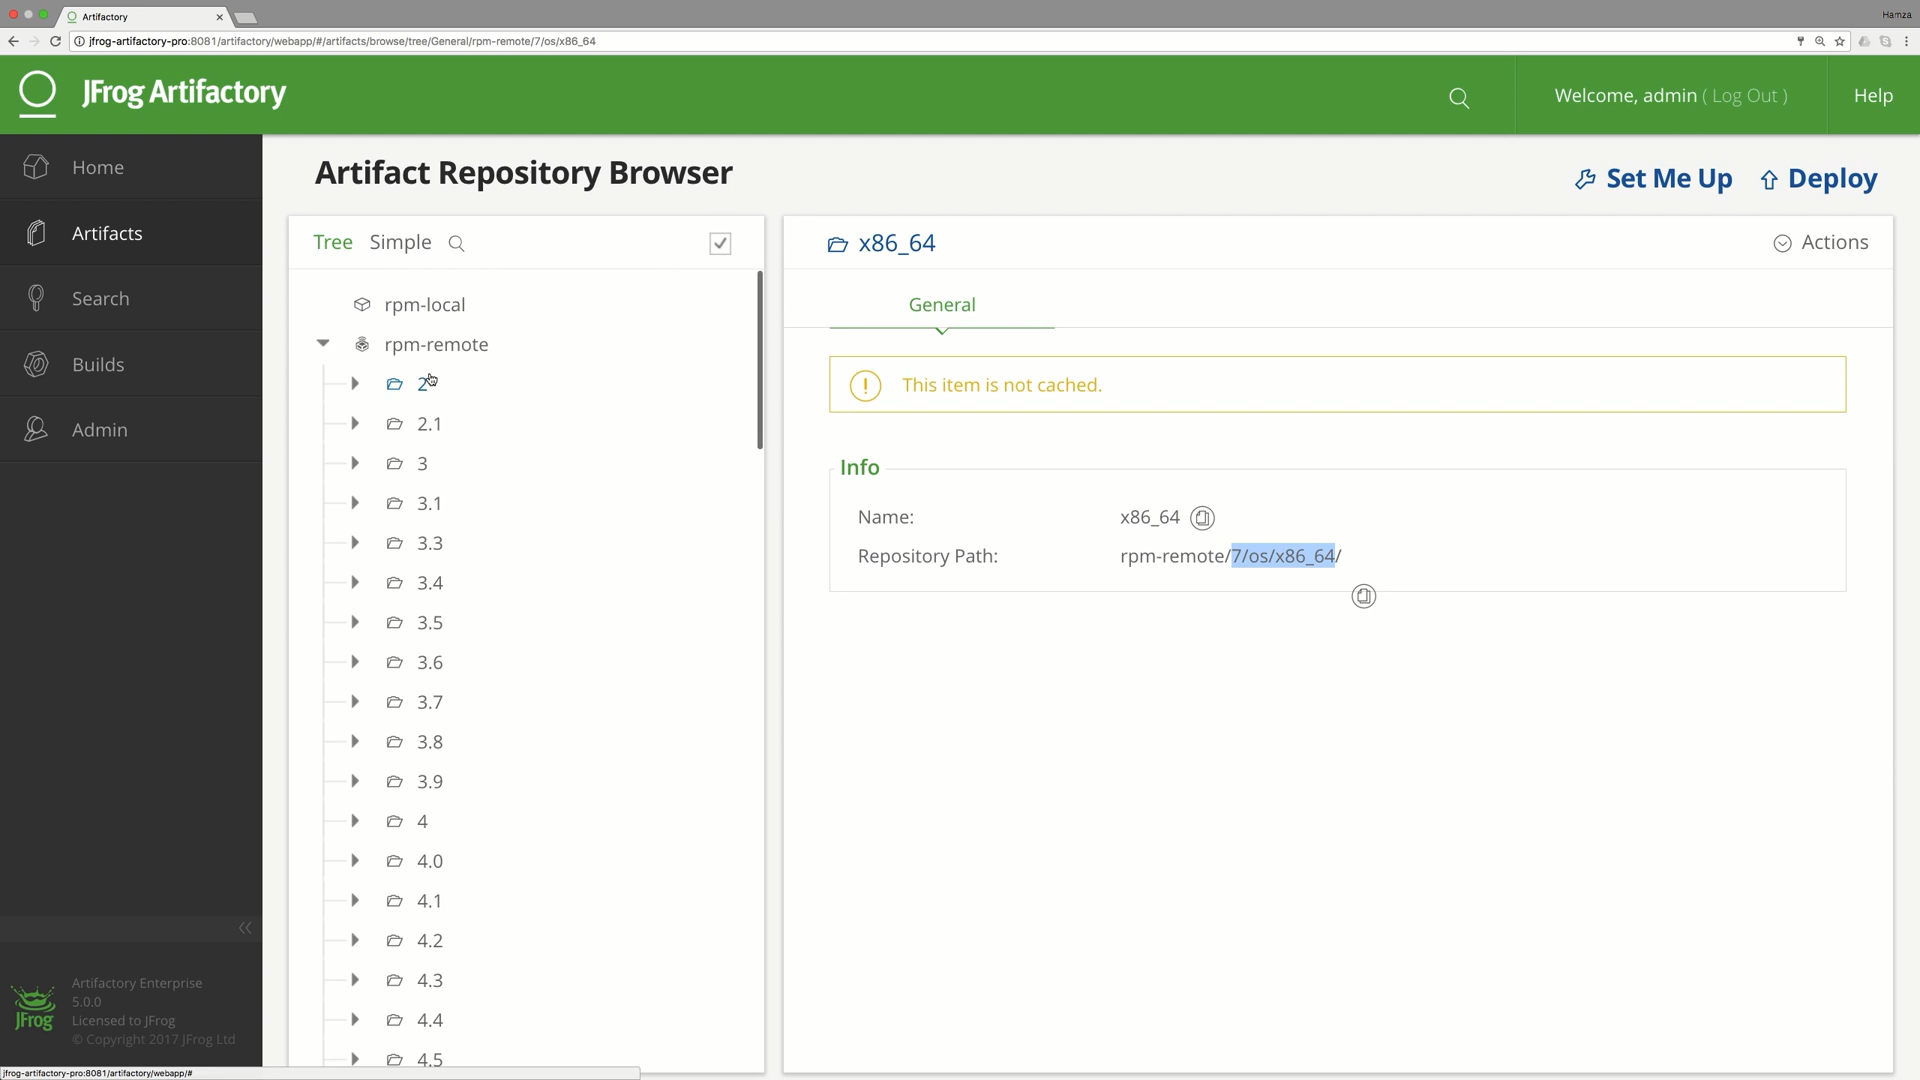 Artifactory
Hamza
jfrog-artifactory-pro:8081/artifactory/webapp/#/artifacts/browse/tree/General/rpm-remote/7/os/x86_64
JFrog Artifactory
Welcome, admin ( Log Out )
Help
Home
Artifacts
Search
Builds
Admin
Artifactory Enterprise
5.0.0
Licensed to JFrog
© Copyright 2017 JFrog Ltd
JFrog
Artifact Repository Browser
Set Me Up
Deploy
Tree Simple
rpm-local
rpm-remote
2
2.1
3
3.1
3.3
3.4
3.5
3.6
3.7
3.8
3.9
4
4.0
4.1
4.2
4.3
4.4
4.5
x86_64
Actions
General
This item is not cached.
Info
Name: x86_64
Repository Path: rpm-remote/7/os/x86_64/
jfrog-artifactory-pro:8081/artifactory/webapp/#